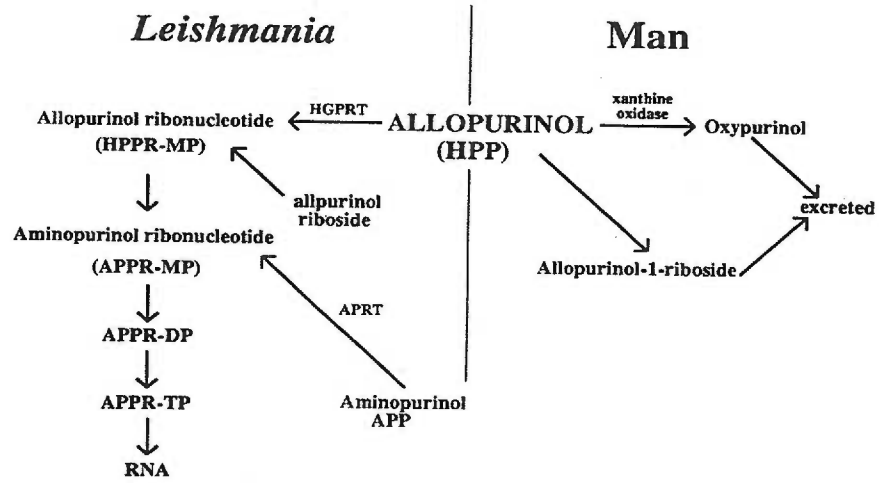 Leishmania
Man
Allopurinol ribonucleotide
(HPPR-MP)
HGPRT
ALLOPURINOL
(HPP)
xanthine
oxidase
Oxypurinol
allpurinol
riboside
excreted
Aminopurinol ribonucleotide
(APPR-MP)
Allopurinol-1-riboside
APRT
APPR-DP
APPR-TP
Aminopurinol
APP
RNA